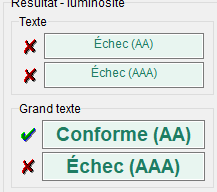 Résultat - luminosité
Texte
Échec (AA)
Échec (AAA)
Grand texte
Conforme (AA)
Échec (AAA)